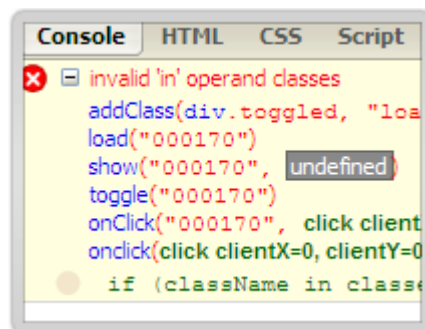 Console HTML CSS Script
invalid 'in' operand classes
addClass(div.toggled, "loa
load("000170")
show("000170", undefined)
toggle("000170")
onClick("000170", click client
onclick(click clientX=0, clientY=0
if (className in classe